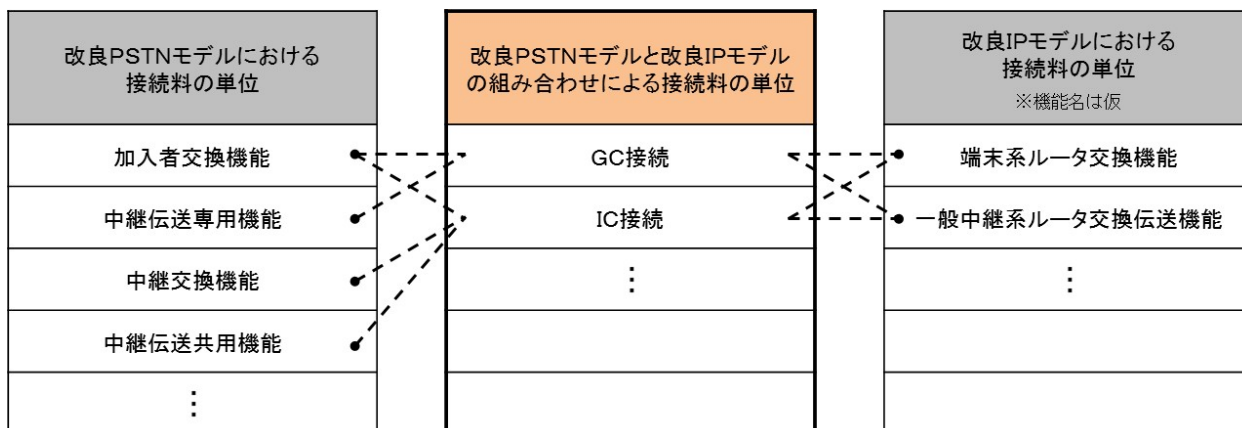 改良PSTNモデルにおける
接続料の単位
加入者交換機能
中継伝送専用機能
中継交換機能
中継伝送共用機能
⋮
改良PSTNモデルと改良IPモデル
の組み合わせによる接続料の単位
GC接続
IC接続
⋮
改良IPモデルにおける
接続料の単位
※機能名は仮
端末系ルータ交換機能
一般中継系ルータ交換伝送機能
⋮